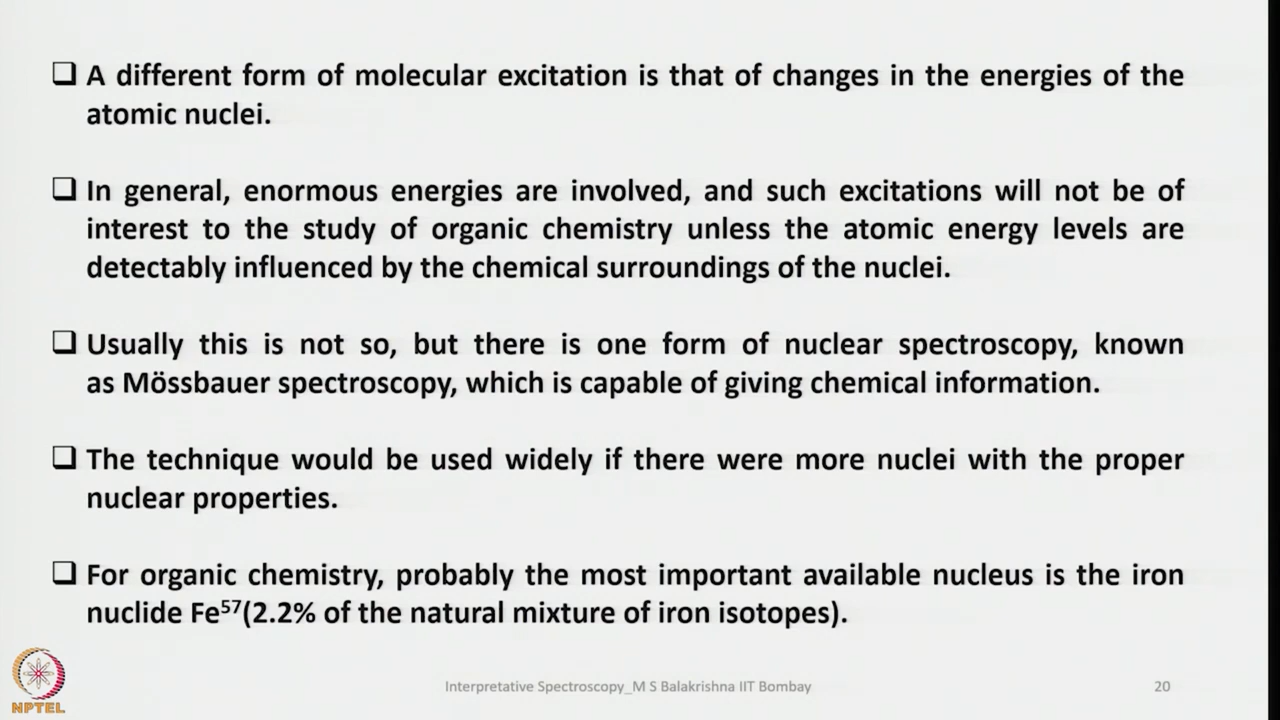 ❑ A different form of molecular excitation is that of changes in the energies of the
atomic nuclei.
❑ In general, enormous energies are involved, and such excitations will not be of
interest to the study of organic chemistry unless the atomic energy levels are
detectably influenced by the chemical surroundings of the nuclei.
❑ Usually this is not so, but there is one form of nuclear spectroscopy, known
as Mössbauer spectroscopy, which is capable of giving chemical information.
❑ The technique would be used widely if there were more nuclei with the proper
nuclear properties.
❑ For organic chemistry, probably the most important available nucleus is the iron
nuclide Fe⁵⁷(2.2% of the natural mixture of iron isotopes).
NPTEL
Interpretative Spectroscopy_M S Balakrishna IIT Bombay
20